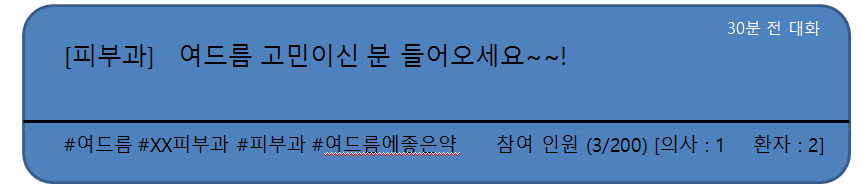 30분 전 대화
[피부과] 여드름 고민이신 분 들어오세요~~!
#여드름 #XX피부과 #피부과 #여드름에좋은약 참여 인원 (3/200) [의사 : 1 환자 : 2]